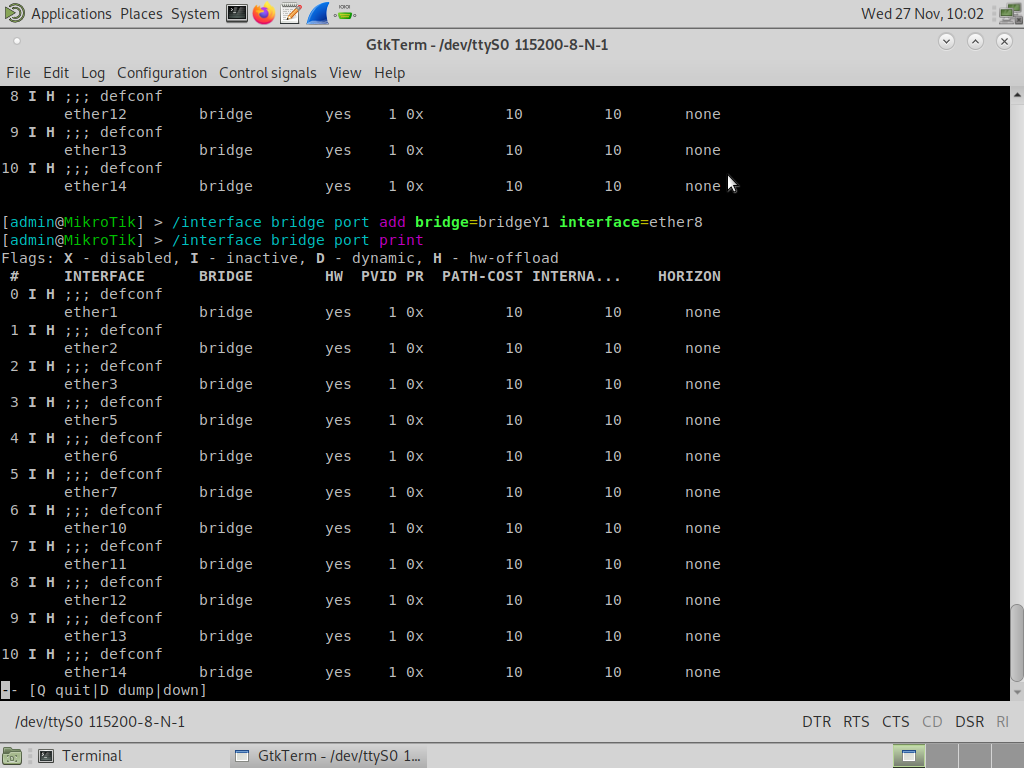 Applications Places System Wed 27 Nov, 10:02
GtkTerm - /dev/ttyS0 115200-8-N-1
File Edit Log Configuration Control signals View Help
8 I H ;;; defconf
ether12 bridge yes 1 0x 10 10 none
9 I H ;;; defconf
ether13 bridge yes 1 0x 10 10 none
10 I H ;;; defconf
ether14 bridge yes 1 0x 10 10 none
[admin@MikroTik] > /interface bridge port add bridge=bridgeY1 interface=ether8
[admin@MikroTik] > /interface bridge port print
Flags: X - disabled, I - inactive, D - dynamic, H - hw-offload
# INTERFACE BRIDGE HW PVID PR PATH-COST INTERNA... HORIZON
0 I H ;;; defconf
ether1 bridge yes 1 0x 10 10 none
1 I H ;;; defconf
ether2 bridge yes 1 0x 10 10 none
2 I H ;;; defconf
ether3 bridge yes 1 0x 10 10 none
3 I H ;;; defconf
ether5 bridge yes 1 0x 10 10 none
4 I H ;;; defconf
ether6 bridge yes 1 0x 10 10 none
5 I H ;;; defconf
ether7 bridge yes 1 0x 10 10 none
6 I H ;;; defconf
ether10 bridge yes 1 0x 10 10 none
7 I H ;;; defconf
ether11 bridge yes 1 0x 10 10 none
8 I H ;;; defconf
ether12 bridge yes 1 0x 10 10 none
9 I H ;;; defconf
ether13 bridge yes 1 0x 10 10 none
10 I H ;;; defconf
ether14 bridge yes 1 0x 10 10 none
-- [Q quit|D dump|down]
/dev/ttyS0 115200-8-N-1 DTR RTS CTS CD DSR RI
Terminal GtkTerm - /dev/ttyS0 1...